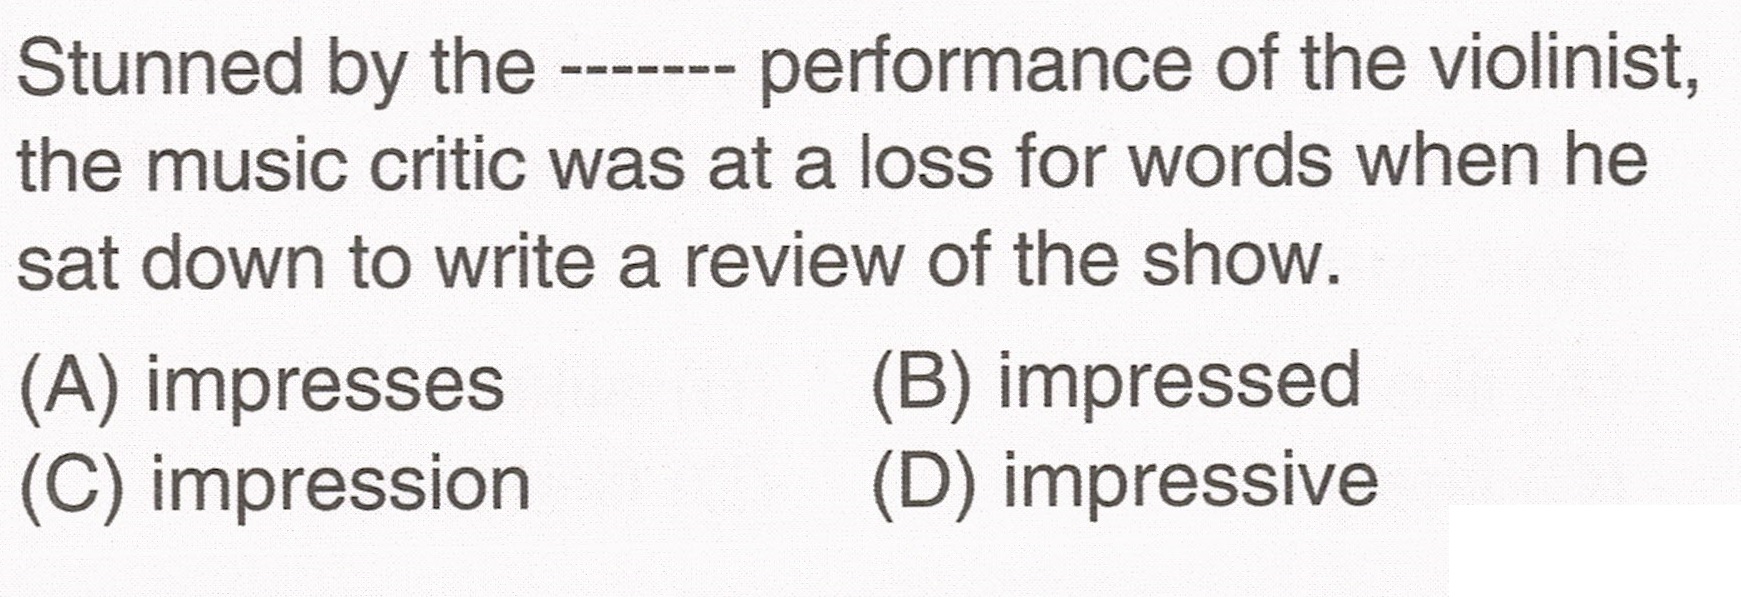 Stunned by the ------- performance of the violinist,
the music critic was at a loss for words when he
sat down to write a review of the show.
(A) impresses (B) impressed
(C) impression (D) impressive